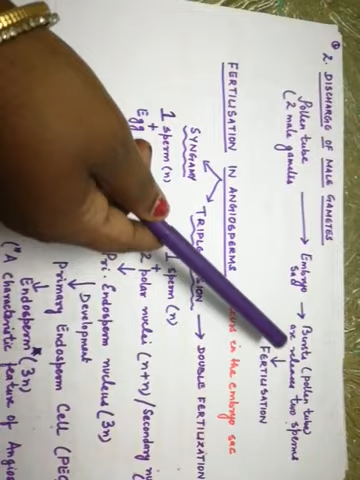 2. DISCHARGE OF MALE GAMETES
Pollen tube → Embryo sac → Bursts (pollen tube)
(2 male gametes or releases two sperms
↓
FERTILISATION
FERTILISATION IN ANGIOSPERMS in the embryo sac
SYNGAMY TRIPLE → DOUBLE FERTILIZATION
1 sperm (n) 1 sperm (n)
+ +
Egg 2 polar nuclei (n+n) / Secondary
↓
Pri. Endosperm nucleus (3n)
↓ Development
Primary Endosperm Cell (PEC
↓
Endosperm (3n)
("A characteristic feature of